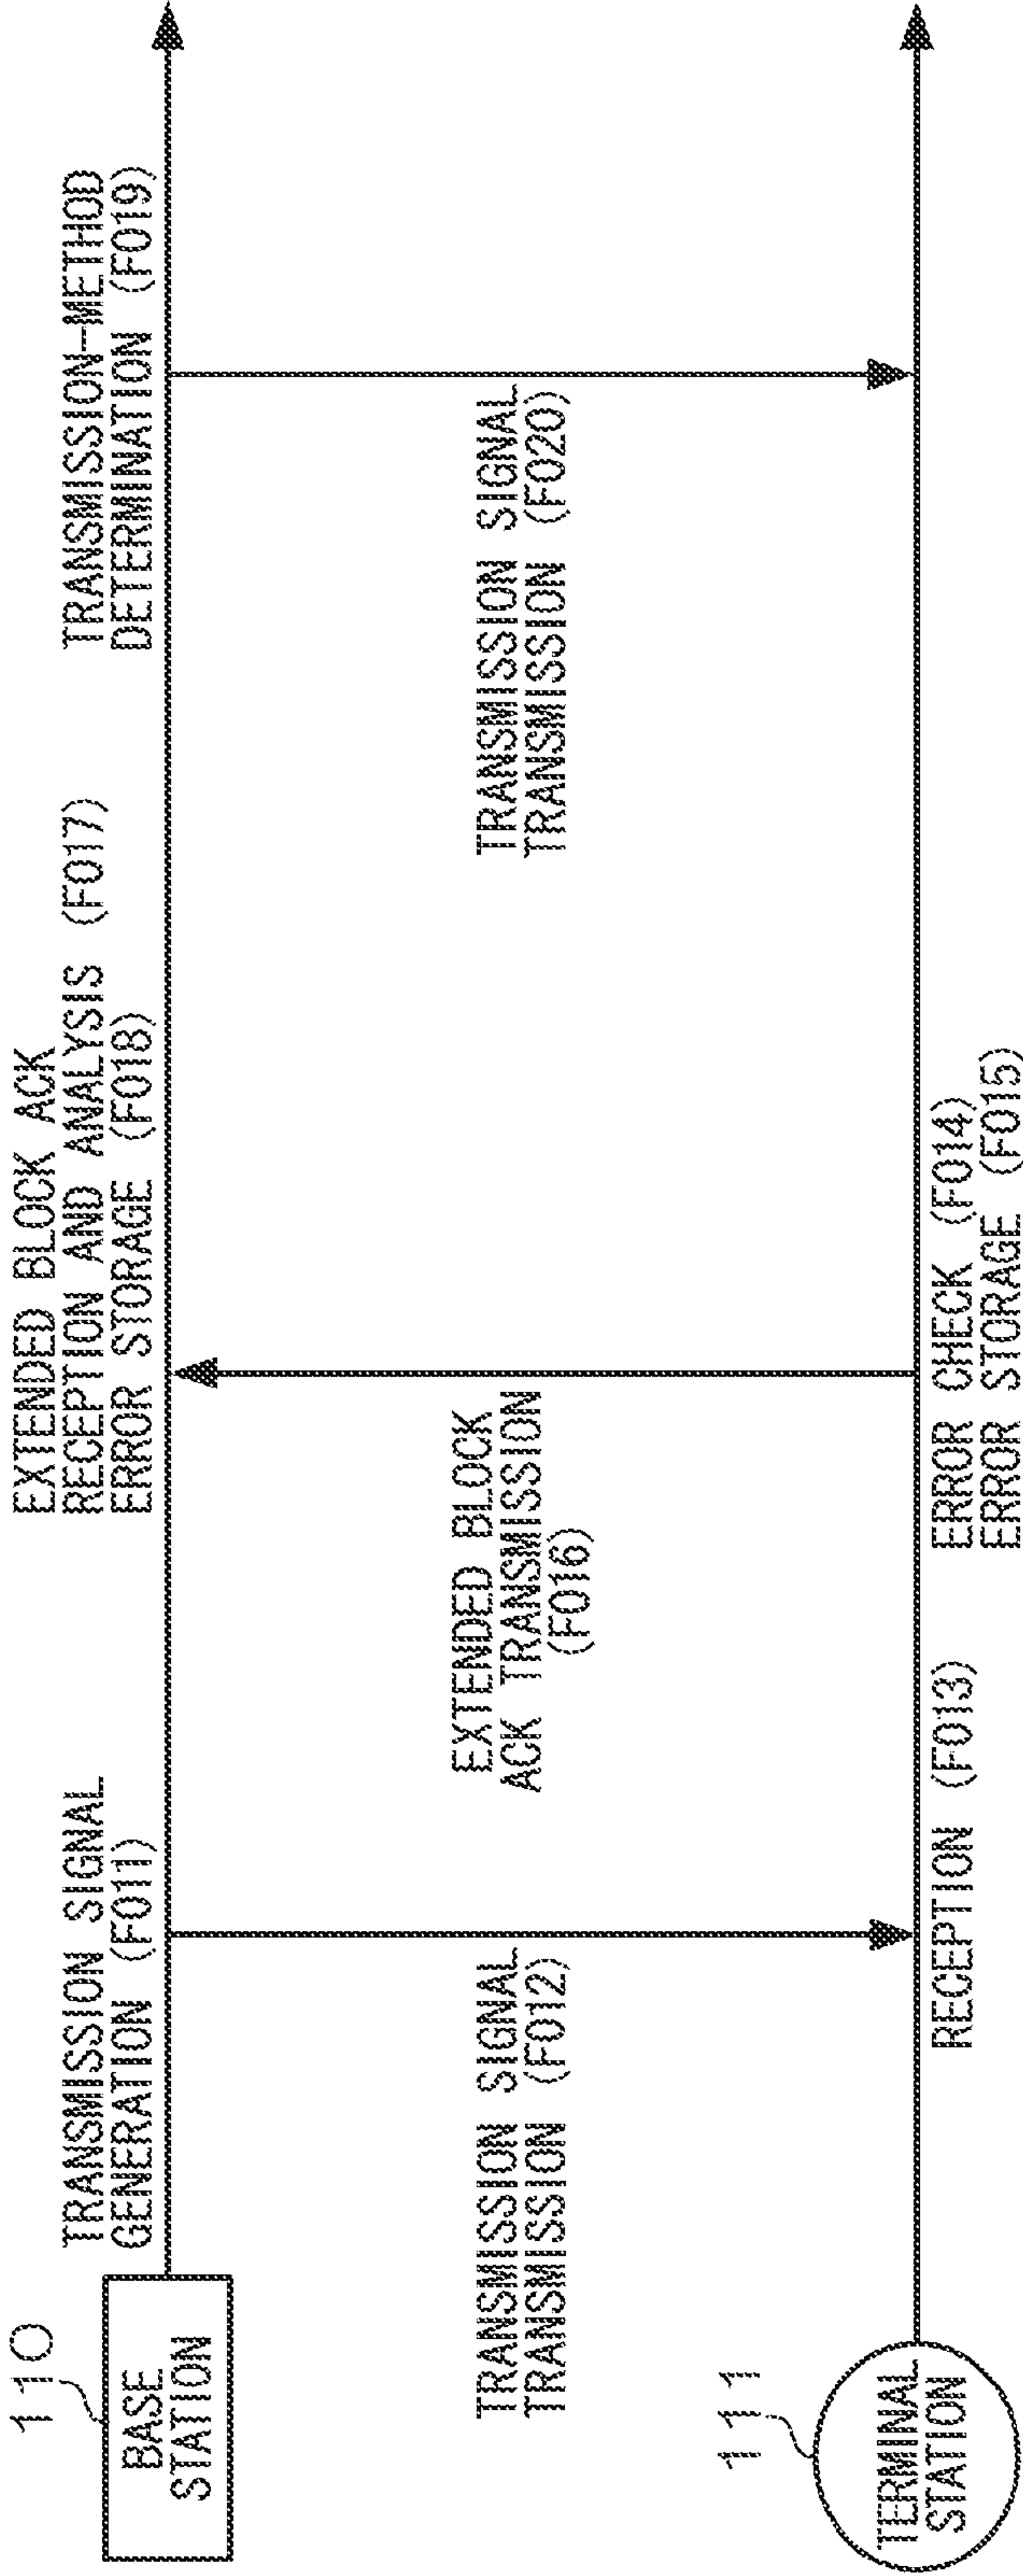 110
BASE
STATION
TRANSMISSION SIGNAL
GENERATION (F011)
EXTENDED BLOCK ACK
RECEPTION AND ANALYSIS (F017)
ERROR STORAGE (F018)
TRANSMISSION-METHOD
DETERMINATION (F019)
TRANSMISSION SIGNAL
TRANSMISSION (F012)
EXTENDED BLOCK
ACK TRANSMISSION
(F016)
TRANSMISSION SIGNAL
TRANSMISSION (F020)
111
TERMINAL
STATION
RECEPTION (F013)
ERROR CHECK (F014)
ERROR STORAGE (F015)